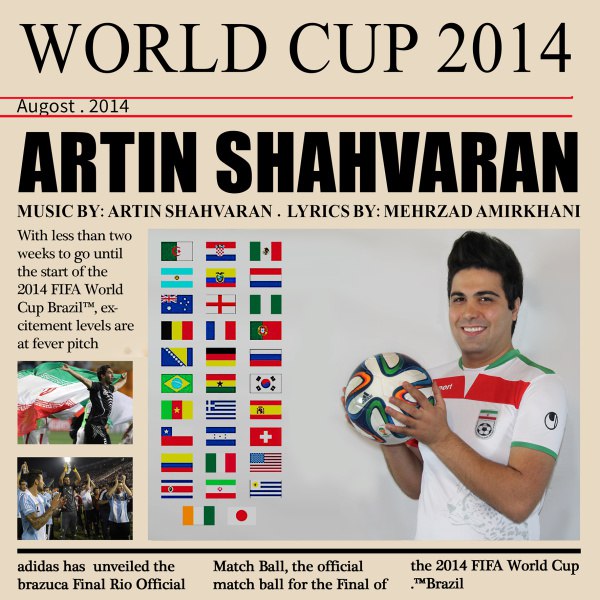 WORLD CUP 2014
August . 2014
ARTIN SHAHVARAN
MUSIC BY: ARTIN SHAHVARAN . LYRICS BY: MEHRZAD AMIRKHANI
With less than two
weeks to go until
the start of the
2014 FIFA World
Cup Brazil™, ex-
citement levels are
at fever pitch
adidas has unveiled the
brazuca Final Rio Official
Match Ball, the official
match ball for the Final of
the 2014 FIFA World Cup
.™Brazil